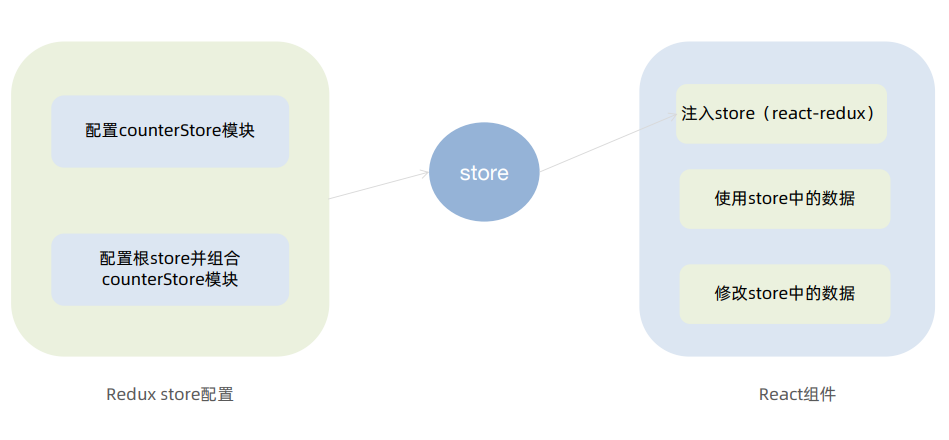 配置counterStore模块
配置根store并组合
counterStore模块
Redux store配置
store
注入store（react-redux）
使用store中的数据
修改store中的数据
React组件